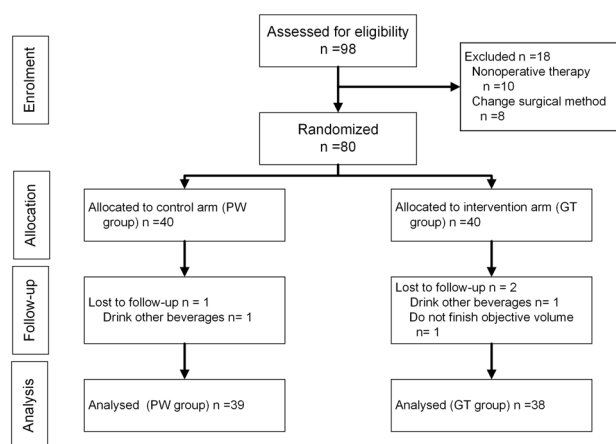 Enrolment
Assessed for eligibility
n =98
Excluded n =18
Nonoperative therapy
n =10
Change surgical method
n =8
Randomized
n =80
Allocation
Allocated to control arm (PW
group) n =40
Allocated to intervention arm (GT
group) n =40
Follow-up
Lost to follow-up n = 1
Drink other beverages n= 1
Lost to follow-up n = 2
Drink other beverages n= 1
Do not finish objective volume
n= 1
Analysis
Analysed (PW group) n =39
Analysed (GT group) n =38